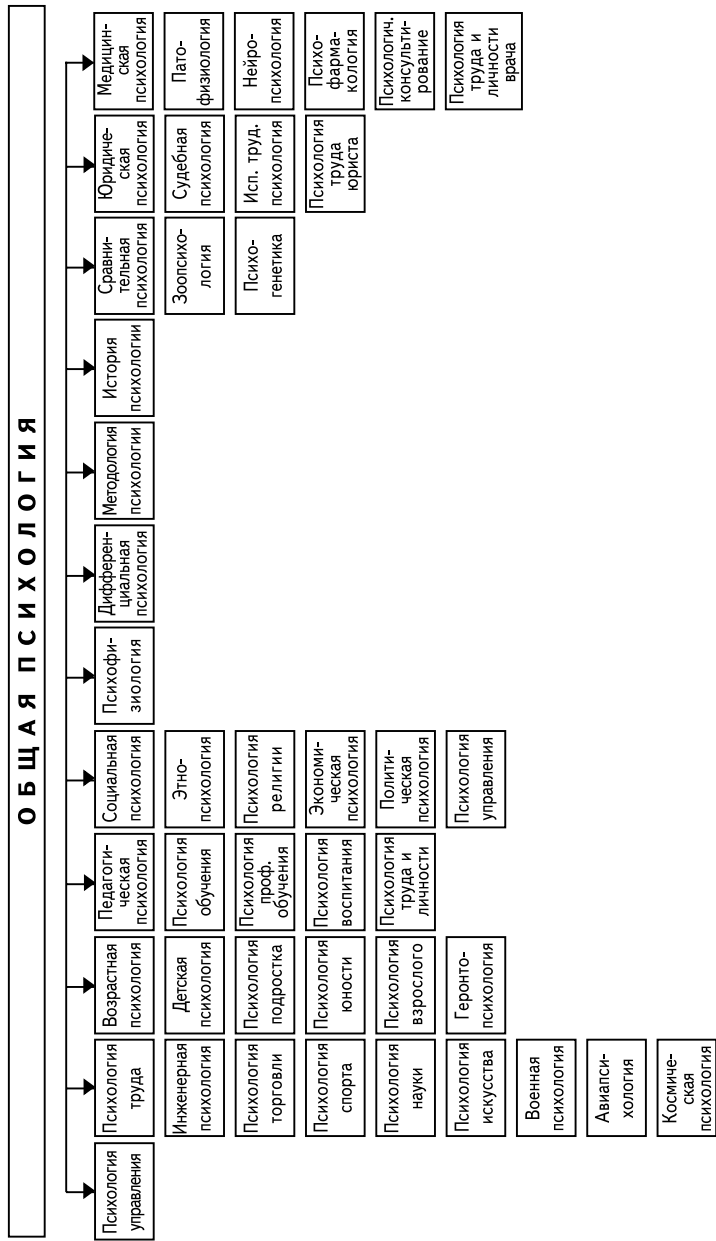 ОБЩАЯ ПСИХОЛОГИЯ
Психология
управления
Психология
труда
Инженерная
психология
Психология
торговли
Психология
спорта
Психология
науки
Психология
искусства
Военная
психология
Авиапси-
хология
Космиче-
ская
психология
Возрастная
психология
Детская
психология
Психология
подростка
Психология
юности
Психология
взрослого
Геронто-
психология
Педагоги-
ческая
психология
Психология
обучения
Психология
проф.
обучения
Психология
воспитания
Психология
труда и
личности
Социальная
психология
Этно-
психология
Психология
религии
Экономи-
ческая
психология
Полити-
ческая
психология
Психология
управления
Психофи-
зиология
Дифферен-
циальная
психология
Методология
психологии
История
психологии
Сравни-
тельная
психология
Зоопсихо-
логия
Психо-
генетика
Юридиче-
ская
психология
Судебная
психология
Исп. труд.
психология
Психология
труда
юриста
Медицин-
ская
психология
Пато-
физиология
Нейро-
психология
Психо-
фарма-
кология
Психологич.
консульти-
рование
Психология
труда и
личности
врача